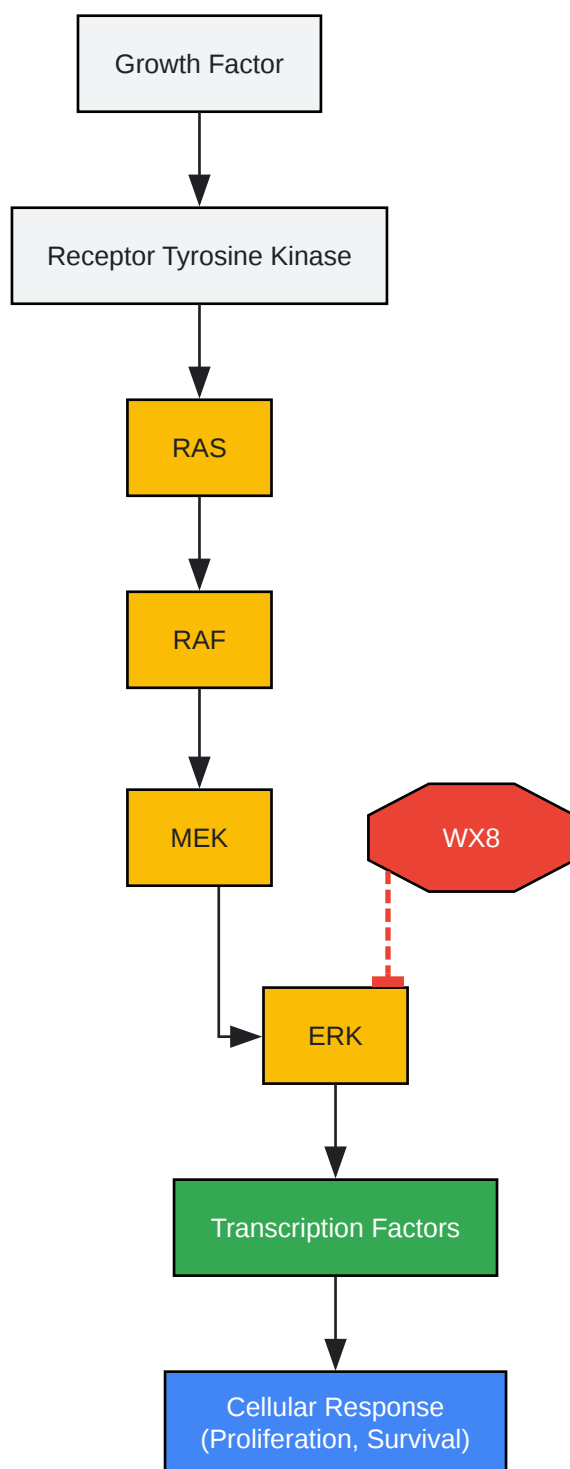 Growth Factor
Receptor Tyrosine Kinase
RAS
RAF
MEK
WX8
ERK
Transcription Factors
Cellular Response
(Proliferation, Survival)